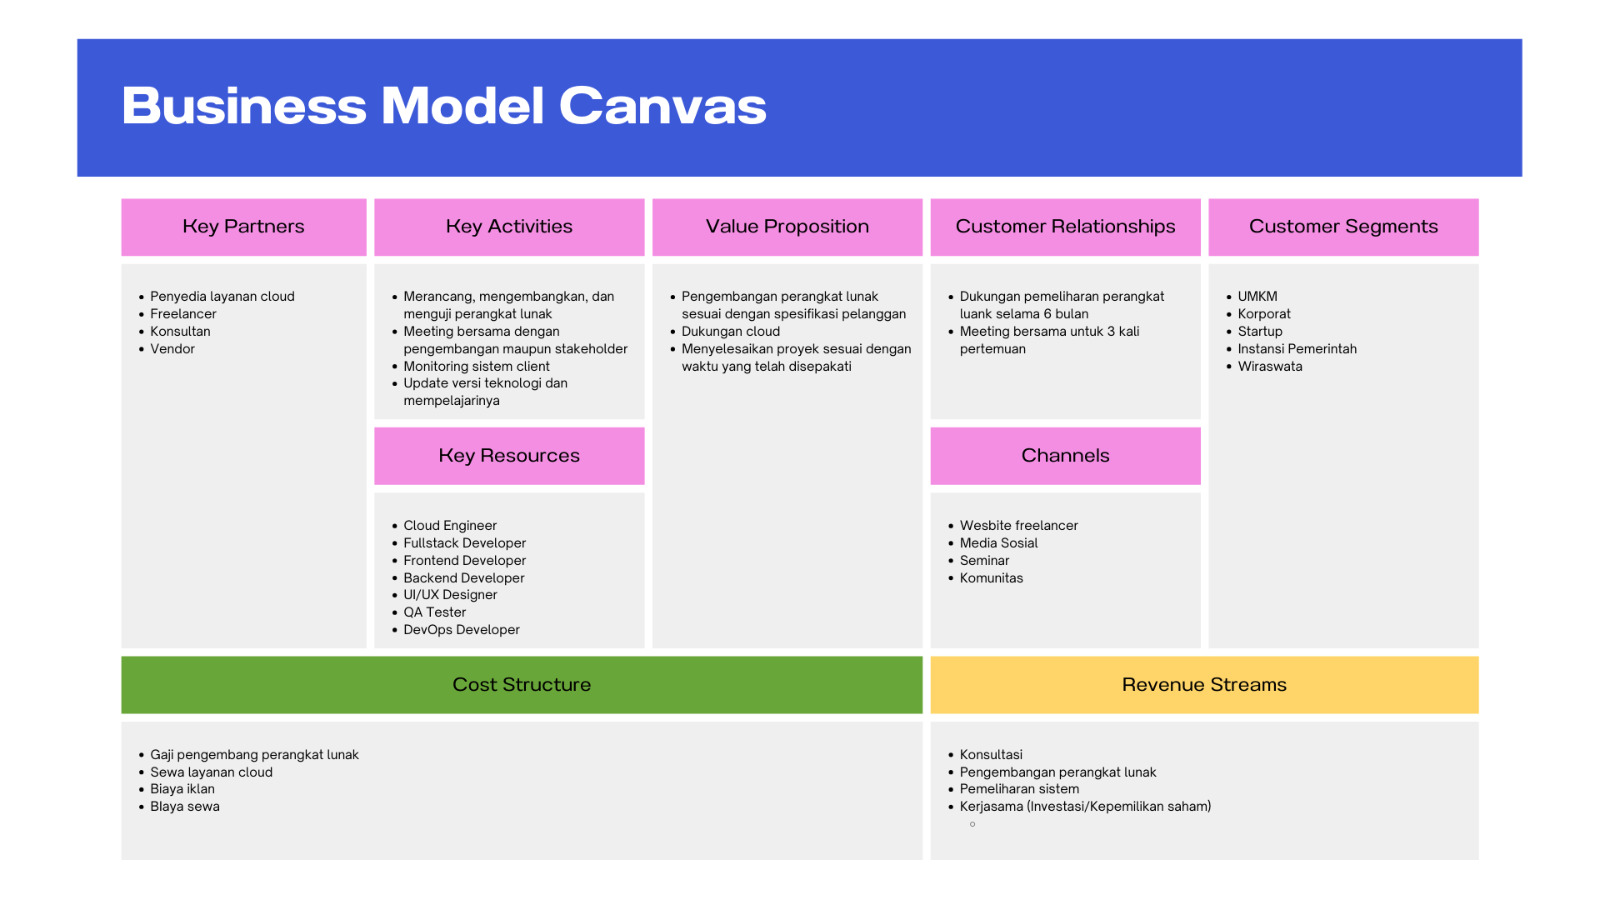 Business Model Canvas
Key Partners
Penyedia layanan cloud
Freelancer
Konsultan
Vendor
Key Activities
Merancang, mengembangkan, dan
menguji perangkat lunak
Meeting bersama dengan
pengembangan maupun stakeholder
Monitoring sistem client
Update versi teknologi dan
mempelajarinya
Key Resources
Cloud Engineer
Fullstack Developer
Frontend Developer
Backend Developer
UI/UX Designer
QA Tester
DevOps Developer
Value Proposition
Pengembangan perangkat lunak
sesuai dengan spesifikasi pelanggan
Dukungan cloud
Menyelesaikan proyek sesuai dengan
waktu yang telah disepakati
Customer Relationships
Dukungan pemeliharan perangkat
luank selama 6 bulan
Meeting bersama untuk 3 kali
pertemuan
Channels
Wesbite freelancer
Media Sosial
Seminar
Komunitas
Customer Segments
UMKM
Korporat
Startup
Instansi Pemerintah
Wiraswata
Cost Structure
Gaji pengembang perangkat lunak
Sewa layanan cloud
Biaya iklan
BIaya sewa
Revenue Streams
Konsultasi
Pengembangan perangkat lunak
Pemeliharan sistem
Kerjasama (Investasi/Kepemilikan saham)